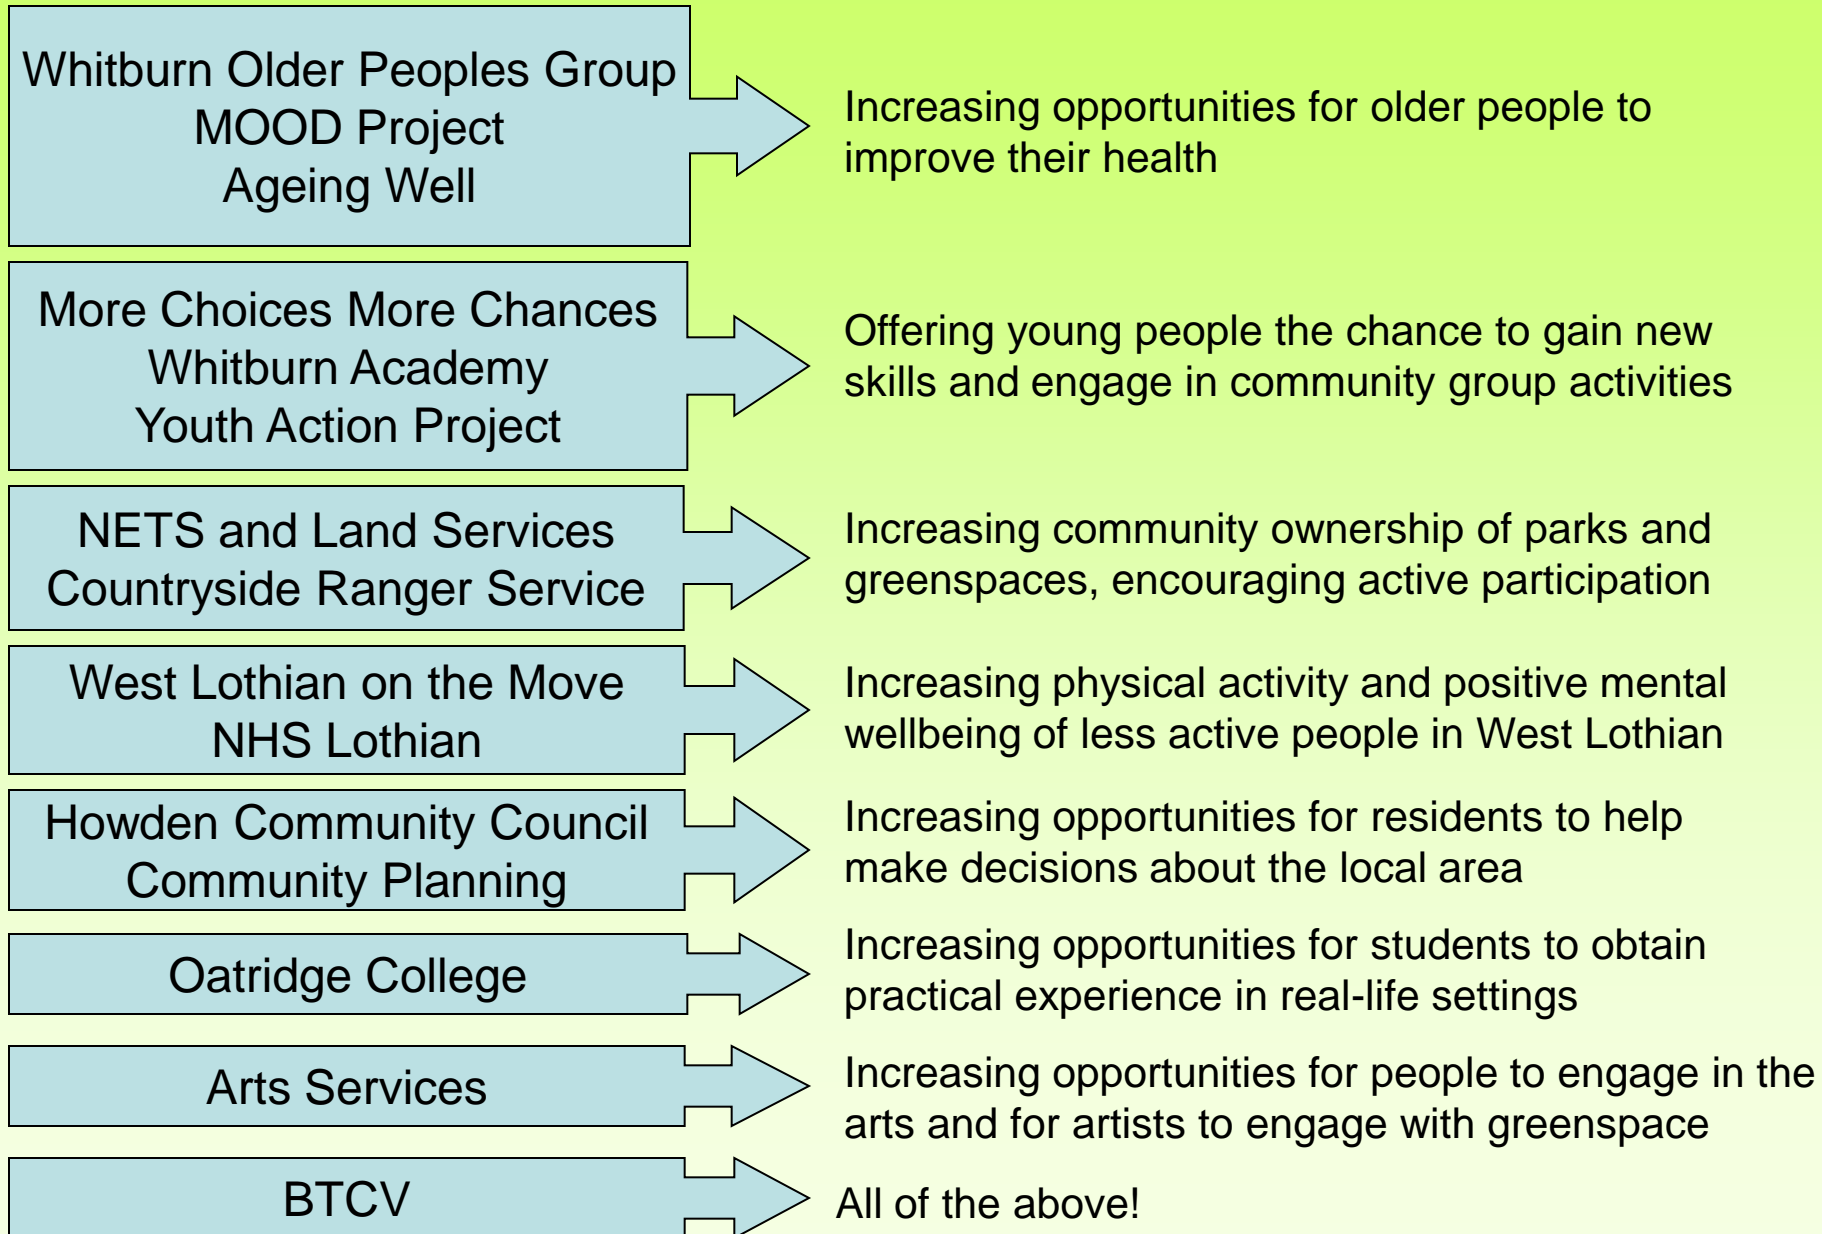 Whitburn Older Peoples Group
MOOD Project
Ageing Well
Increasing opportunities for older people to
improve their health
More Choices More Chances
Whitburn Academy
Youth Action Project
Offering young people the chance to gain new
skills and engage in community group activities
NETS and Land Services
Countryside Ranger Service
Increasing community ownership of parks and
greenspaces, encouraging active participation
West Lothian on the Move
NHS Lothian
Increasing physical activity and positive mental
wellbeing of less active people in West Lothian
Howden Community Council
Community Planning
Increasing opportunities for residents to help
make decisions about the local area
Oatridge College
Increasing opportunities for students to obtain
practical experience in real-life settings
Arts Services
Increasing opportunities for people to engage in the
arts and for artists to engage with greenspace
BTCV
All of the above!